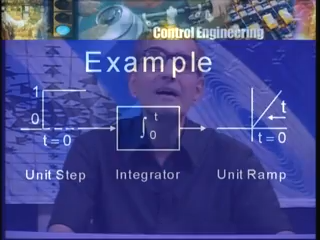 Control Engineering
Example
1
0
t = 0
∫ t 0
t
t = 0
Unit Step
Integrator
Unit Ramp